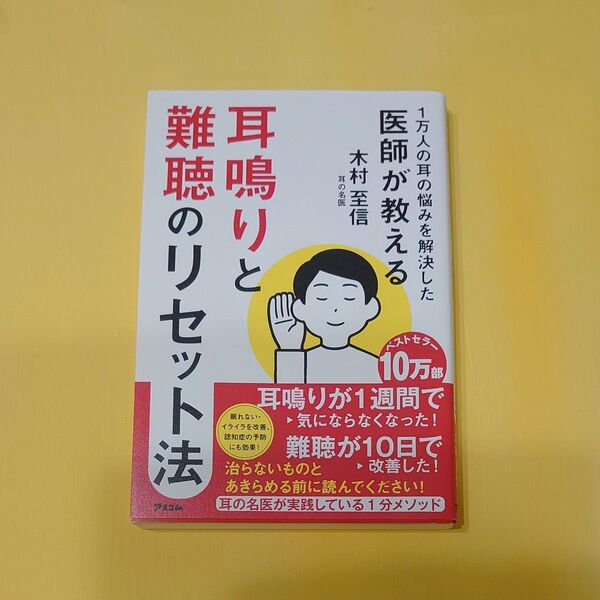 1万人の耳の悩みを解決した
医師が教える
木村至信
耳の名医
耳鳴りと
難聴のリセット法
ベストセラー
10万部
耳鳴りが1週間で
▶気にならなくなった!
難聴が10日で
▶改善した!
眠れない・
イライラを改善、
認知症の予防
にも効果!
治らないものと
あきらめる前に読んでください!
耳の名医が実践している1分メソッド
アスコム